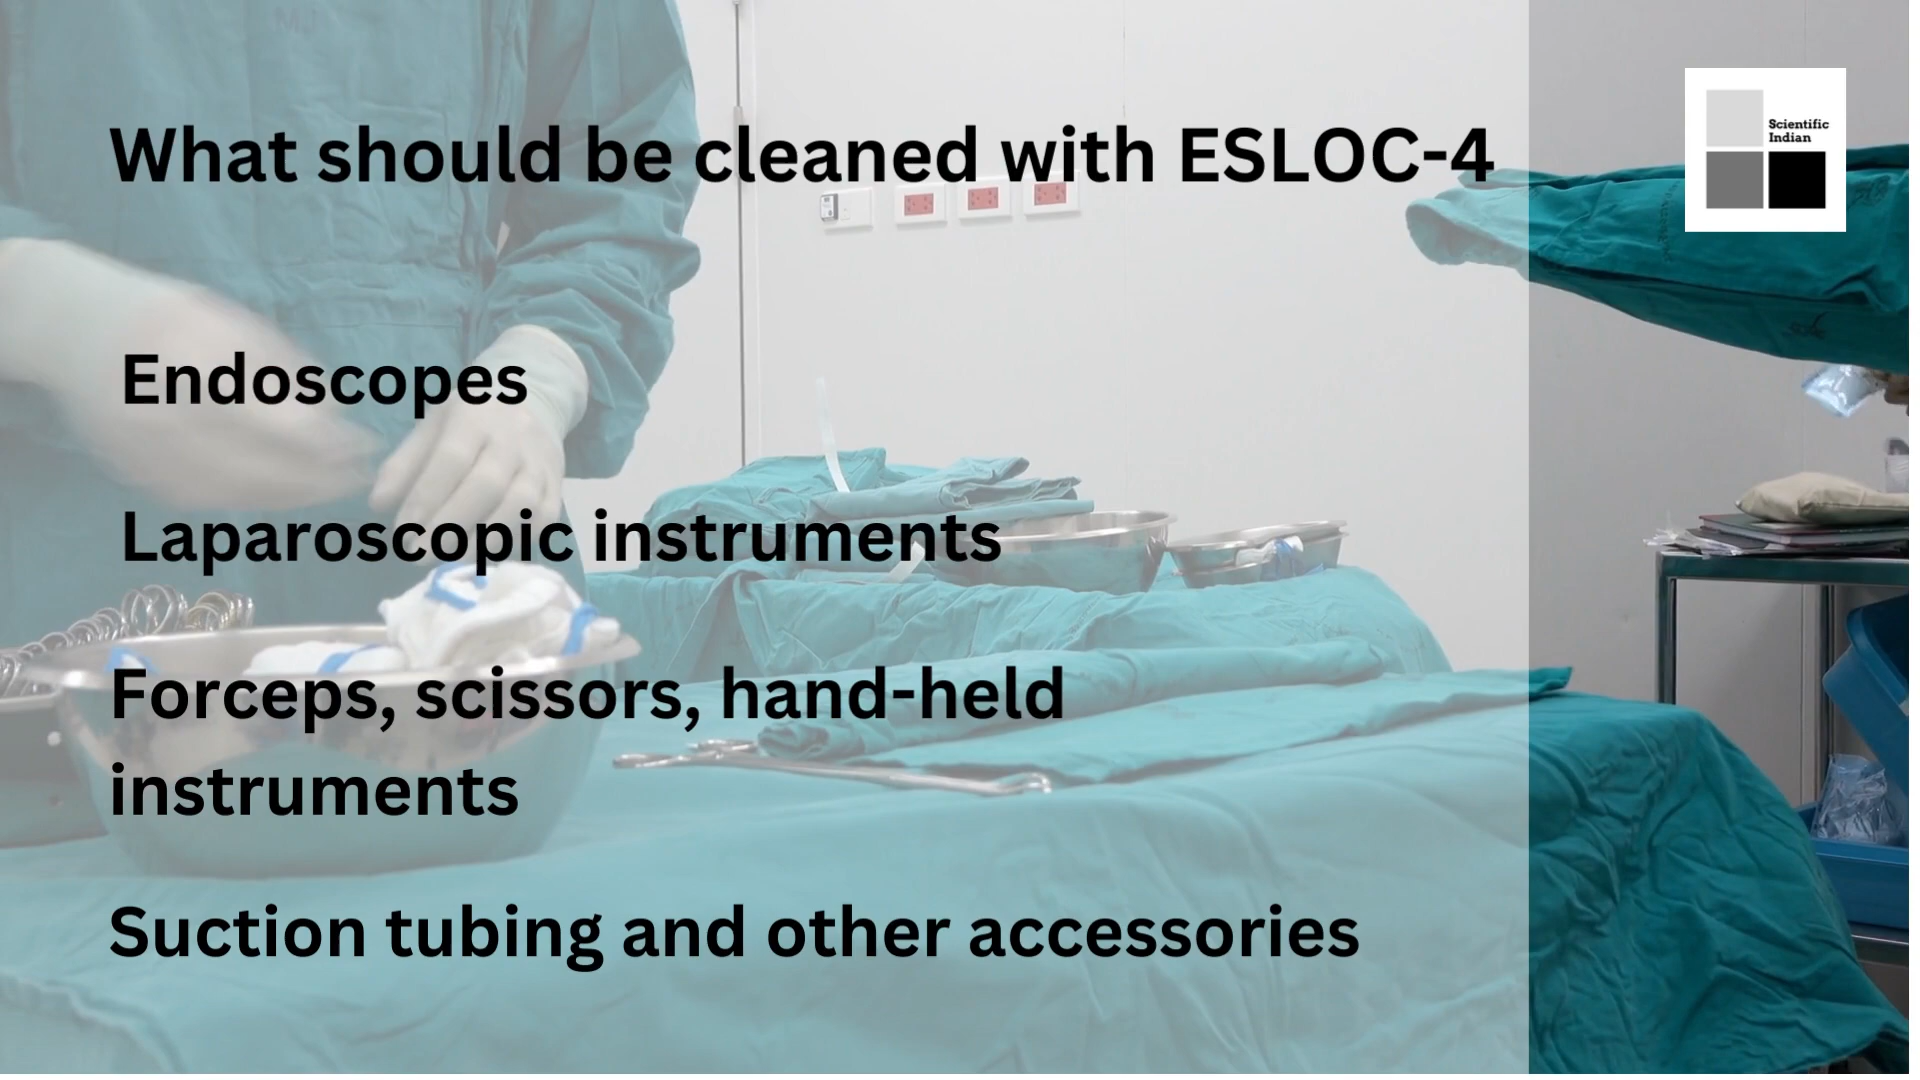 What should be cleaned with ESLOC-4
Scientific
Indian
Endoscopes
Laparoscopic instruments
Forceps, scissors, hand-held
instruments
Suction tubing and other accessories